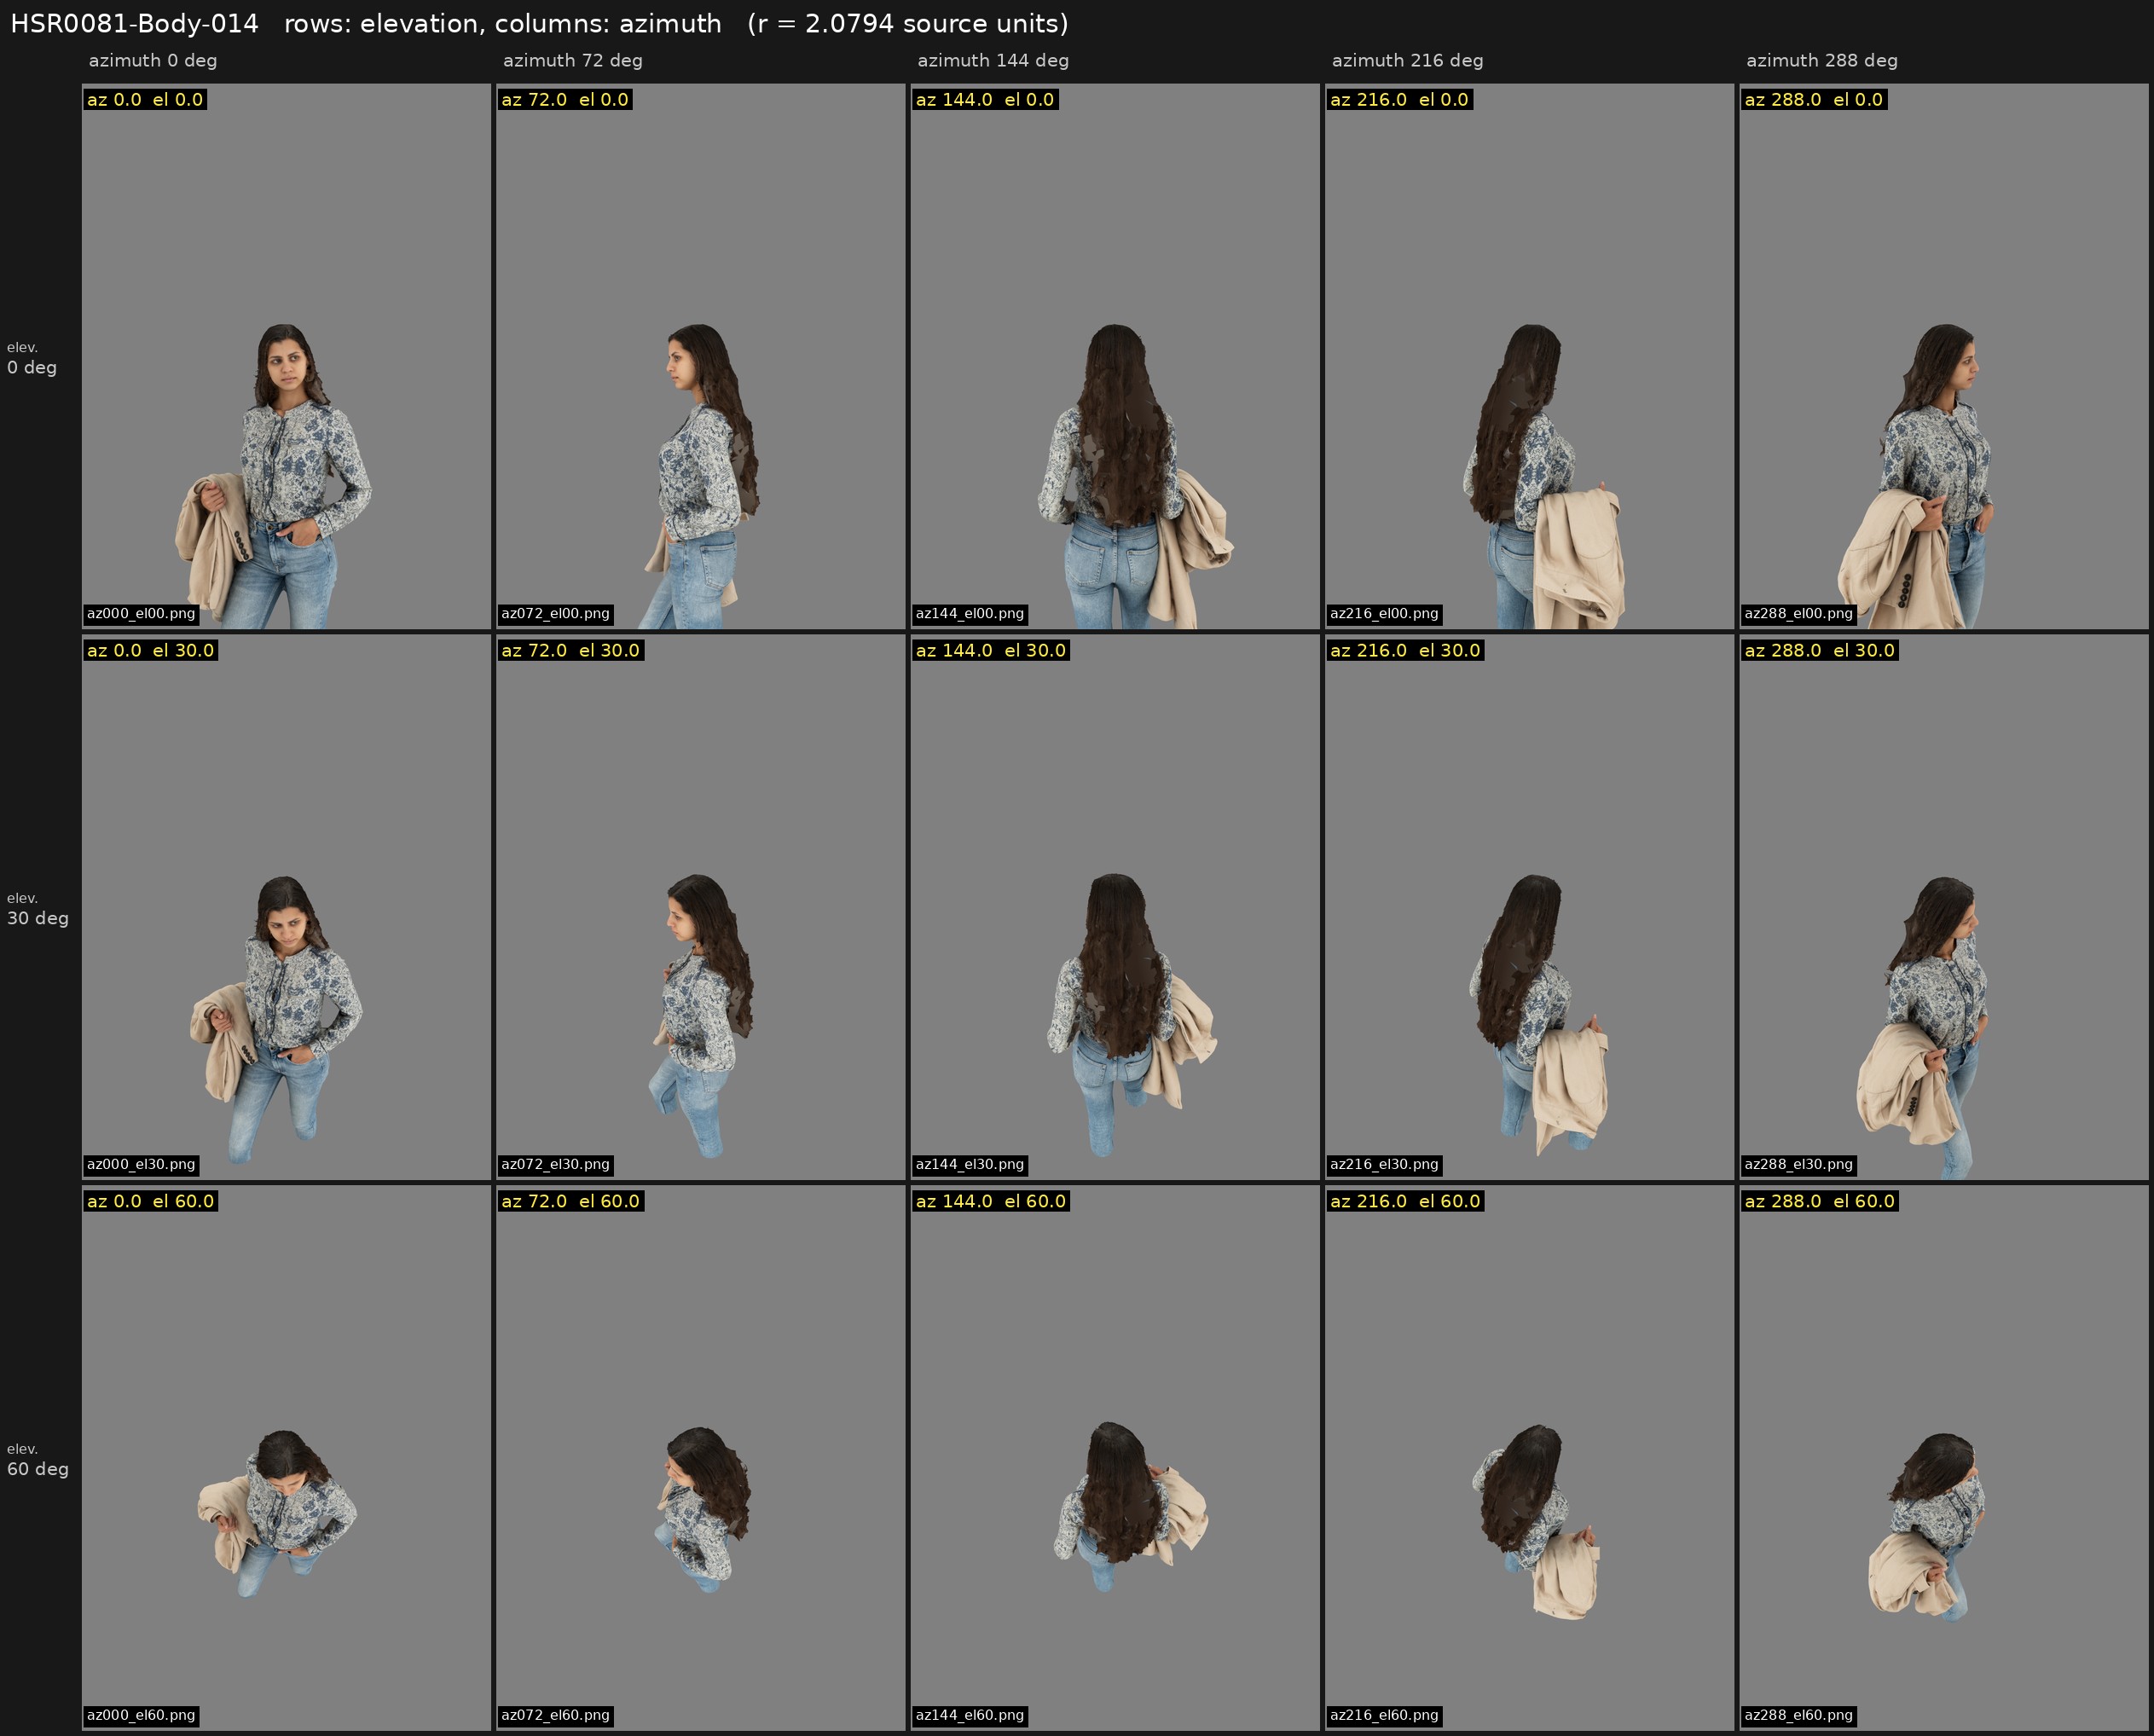 HSR0081-Body-014   rows: elevation, columns: azimuth   (r = 2.0794 source units)
azimuth 0 deg
azimuth 72 deg
azimuth 144 deg
azimuth 216 deg
azimuth 288 deg
elev.
0 deg
az 0.0  el 0.0
az000_el00.png
az 72.0  el 0.0
az072_el00.png
az 144.0  el 0.0
az144_el00.png
az 216.0  el 0.0
az216_el00.png
az 288.0  el 0.0
az288_el00.png
elev.
30 deg
az 0.0  el 30.0
az000_el30.png
az 72.0  el 30.0
az072_el30.png
az 144.0  el 30.0
az144_el30.png
az 216.0  el 30.0
az216_el30.png
az 288.0  el 30.0
az288_el30.png
elev.
60 deg
az 0.0  el 60.0
az000_el60.png
az 72.0  el 60.0
az072_el60.png
az 144.0  el 60.0
az144_el60.png
az 216.0  el 60.0
az216_el60.png
az 288.0  el 60.0
az288_el60.png